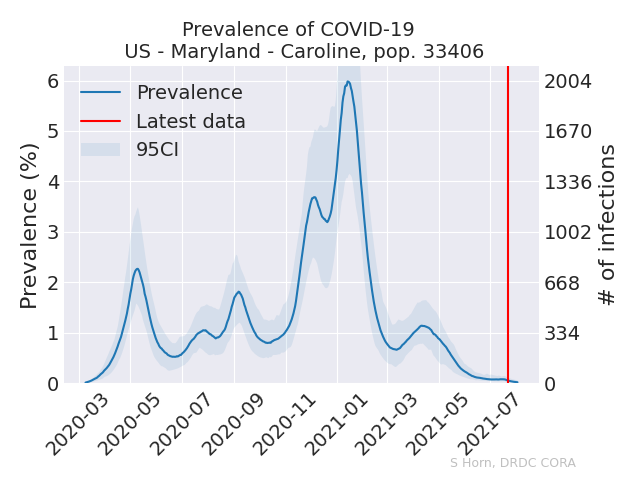 Prevalence of COVID-19
US - Maryland - Caroline, pop. 33406
Prevalence
Latest data
95CI
Prevalence (%)
6
5
4
3
2
1
0
2004
1670
1336
1002
668
334
0
# of infections
2020-03
2020-05
2020-07
2020-09
2020-11
2021-01
2021-03
2021-05
2021-07
S Horn, DRDC CORA